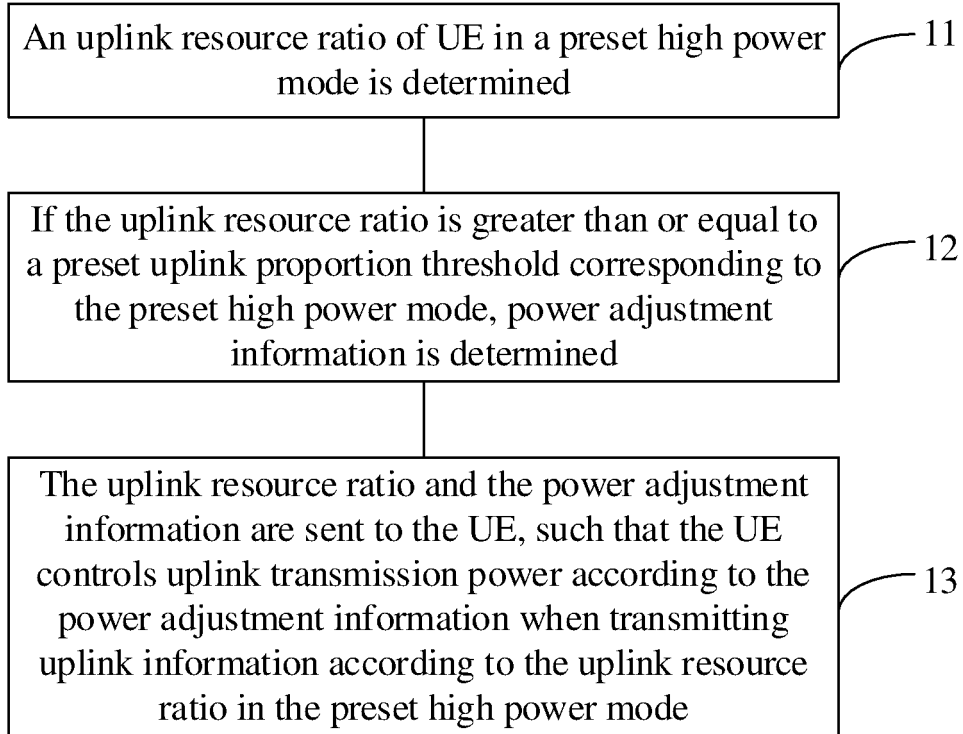 An uplink resource ratio of UE in a preset high power
mode is determined
11
If the uplink resource ratio is greater than or equal to
a preset uplink proportion threshold corresponding to
the preset high power mode, power adjustment
information is determined
12
The uplink resource ratio and the power adjustment
information are sent to the UE, such that the UE
controls uplink transmission power according to the
power adjustment information when transmitting
uplink information according to the uplink resource
ratio in the preset high power mode
13